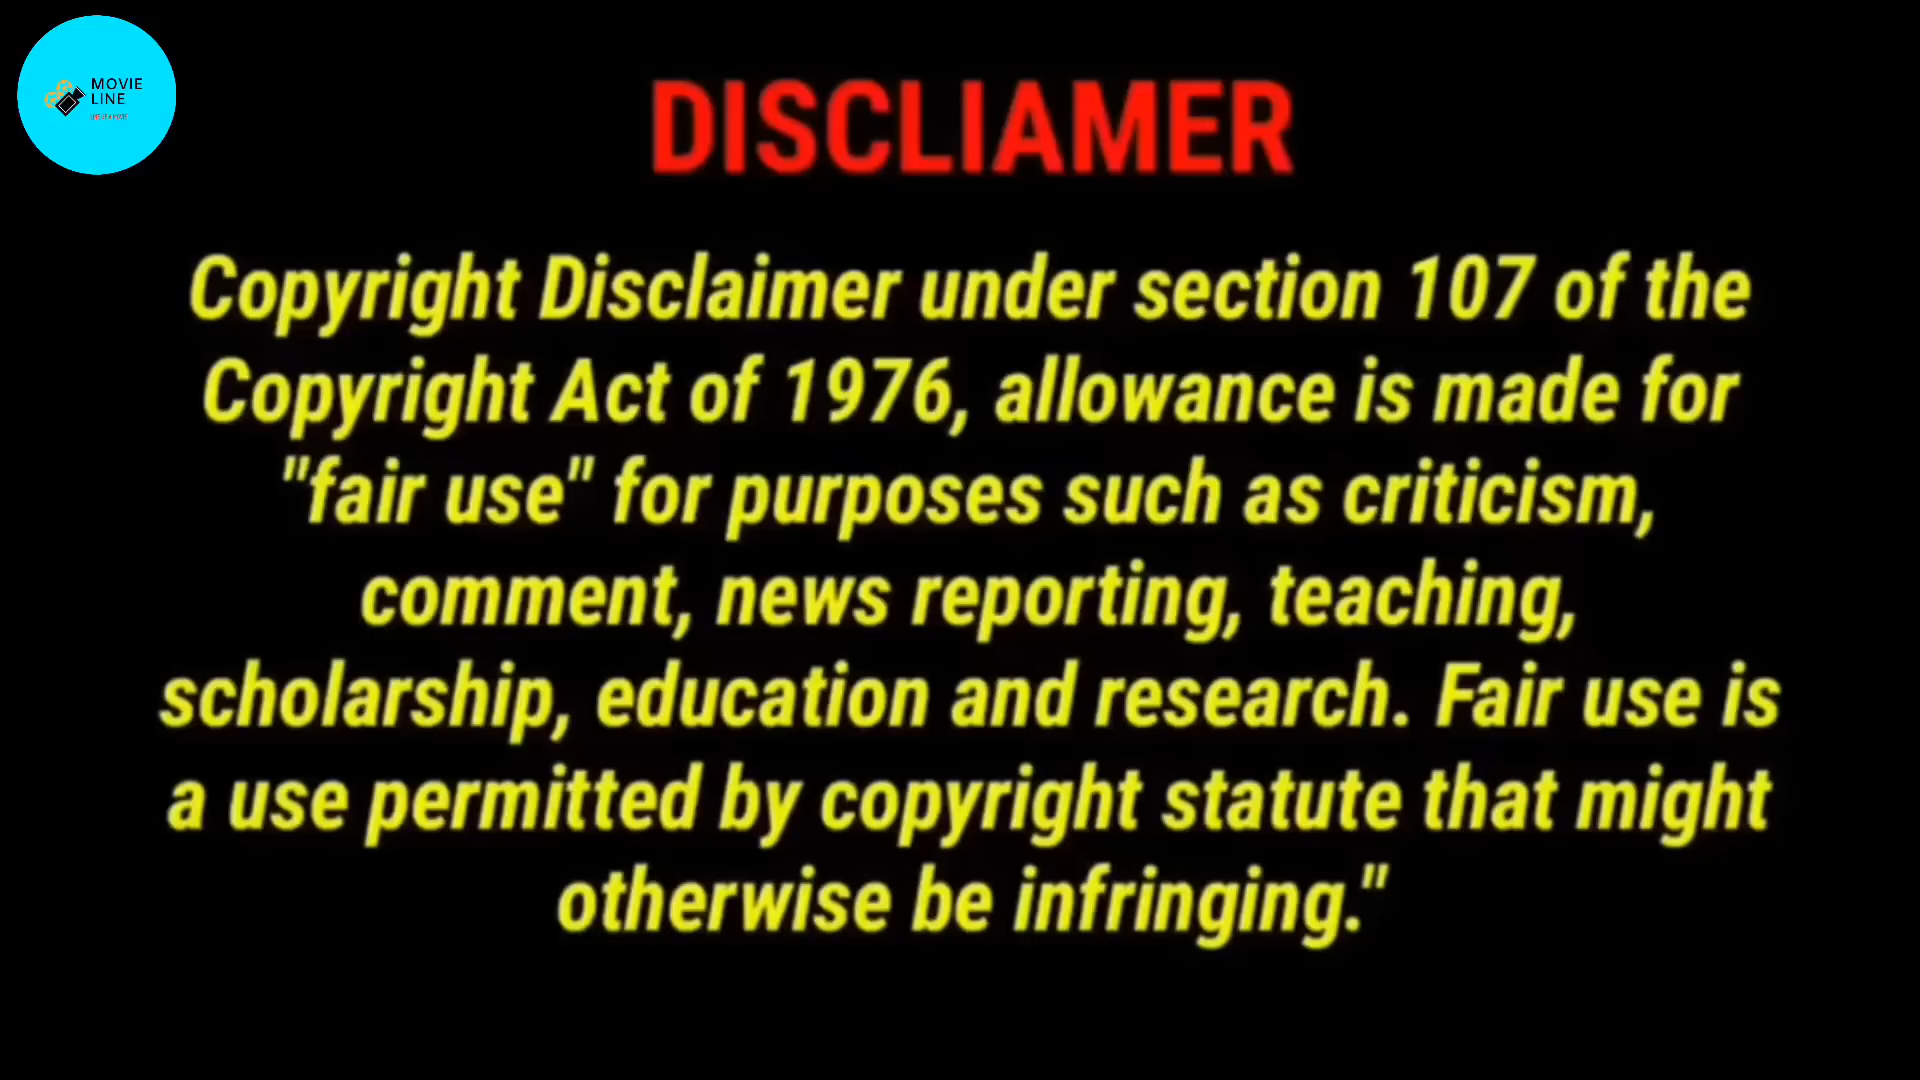 MOVIE
LINE
DISCLIAMER
Copyright Disclaimer under section 107 of the
Copyright Act of 1976, allowance is made for
"fair use" for purposes such as criticism,
comment, news reporting, teaching,
scholarship, education and research. Fair use is
a use permitted by copyright statute that might
otherwise be infringing."